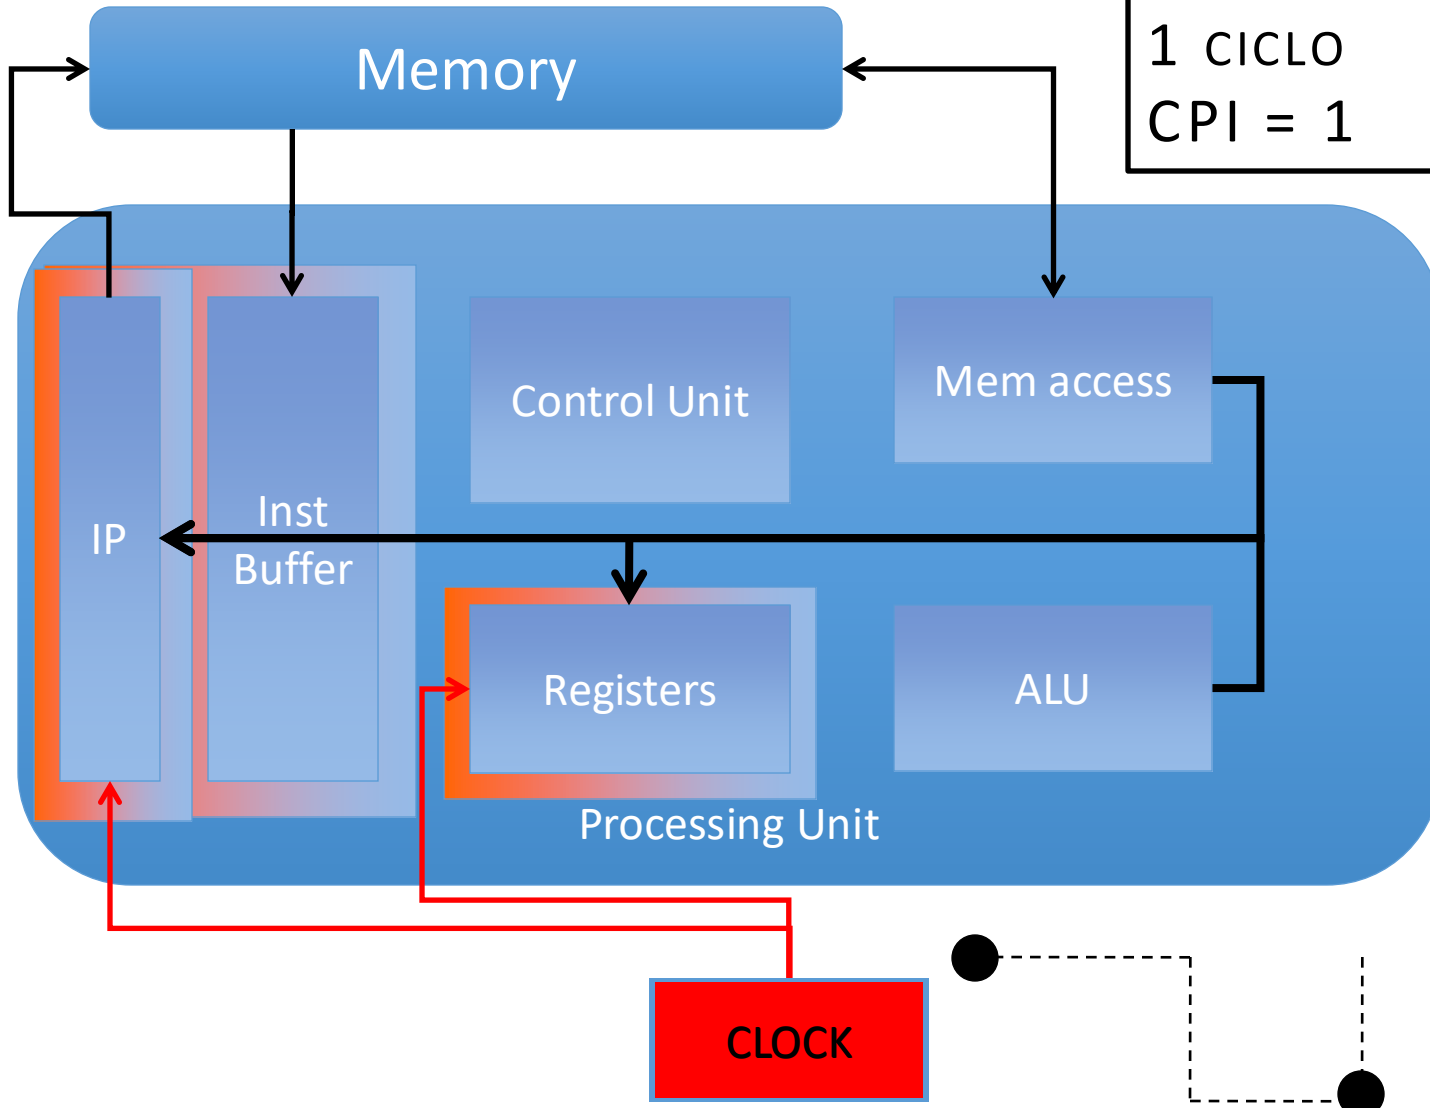 Memory
1 CICLO
CPI = 1
Control Unit
Mem access
IP
Inst
Buffer
Registers
ALU
Processing Unit
CLOCK